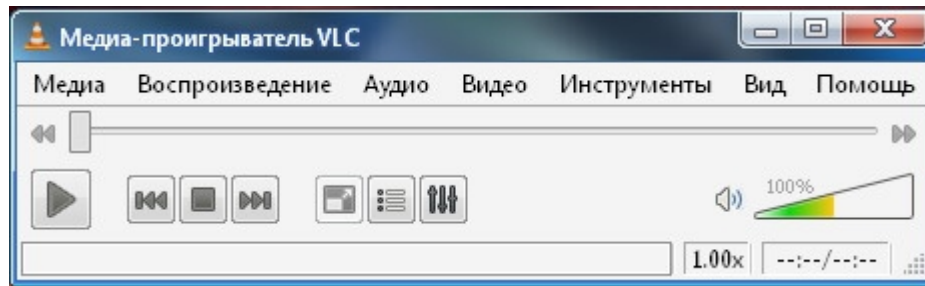 Медиа-проигрыватель VLC
Медиа Воспроизведение Аудио Видео Инструменты Вид Помощь
100%
1.00x --:--/--:--